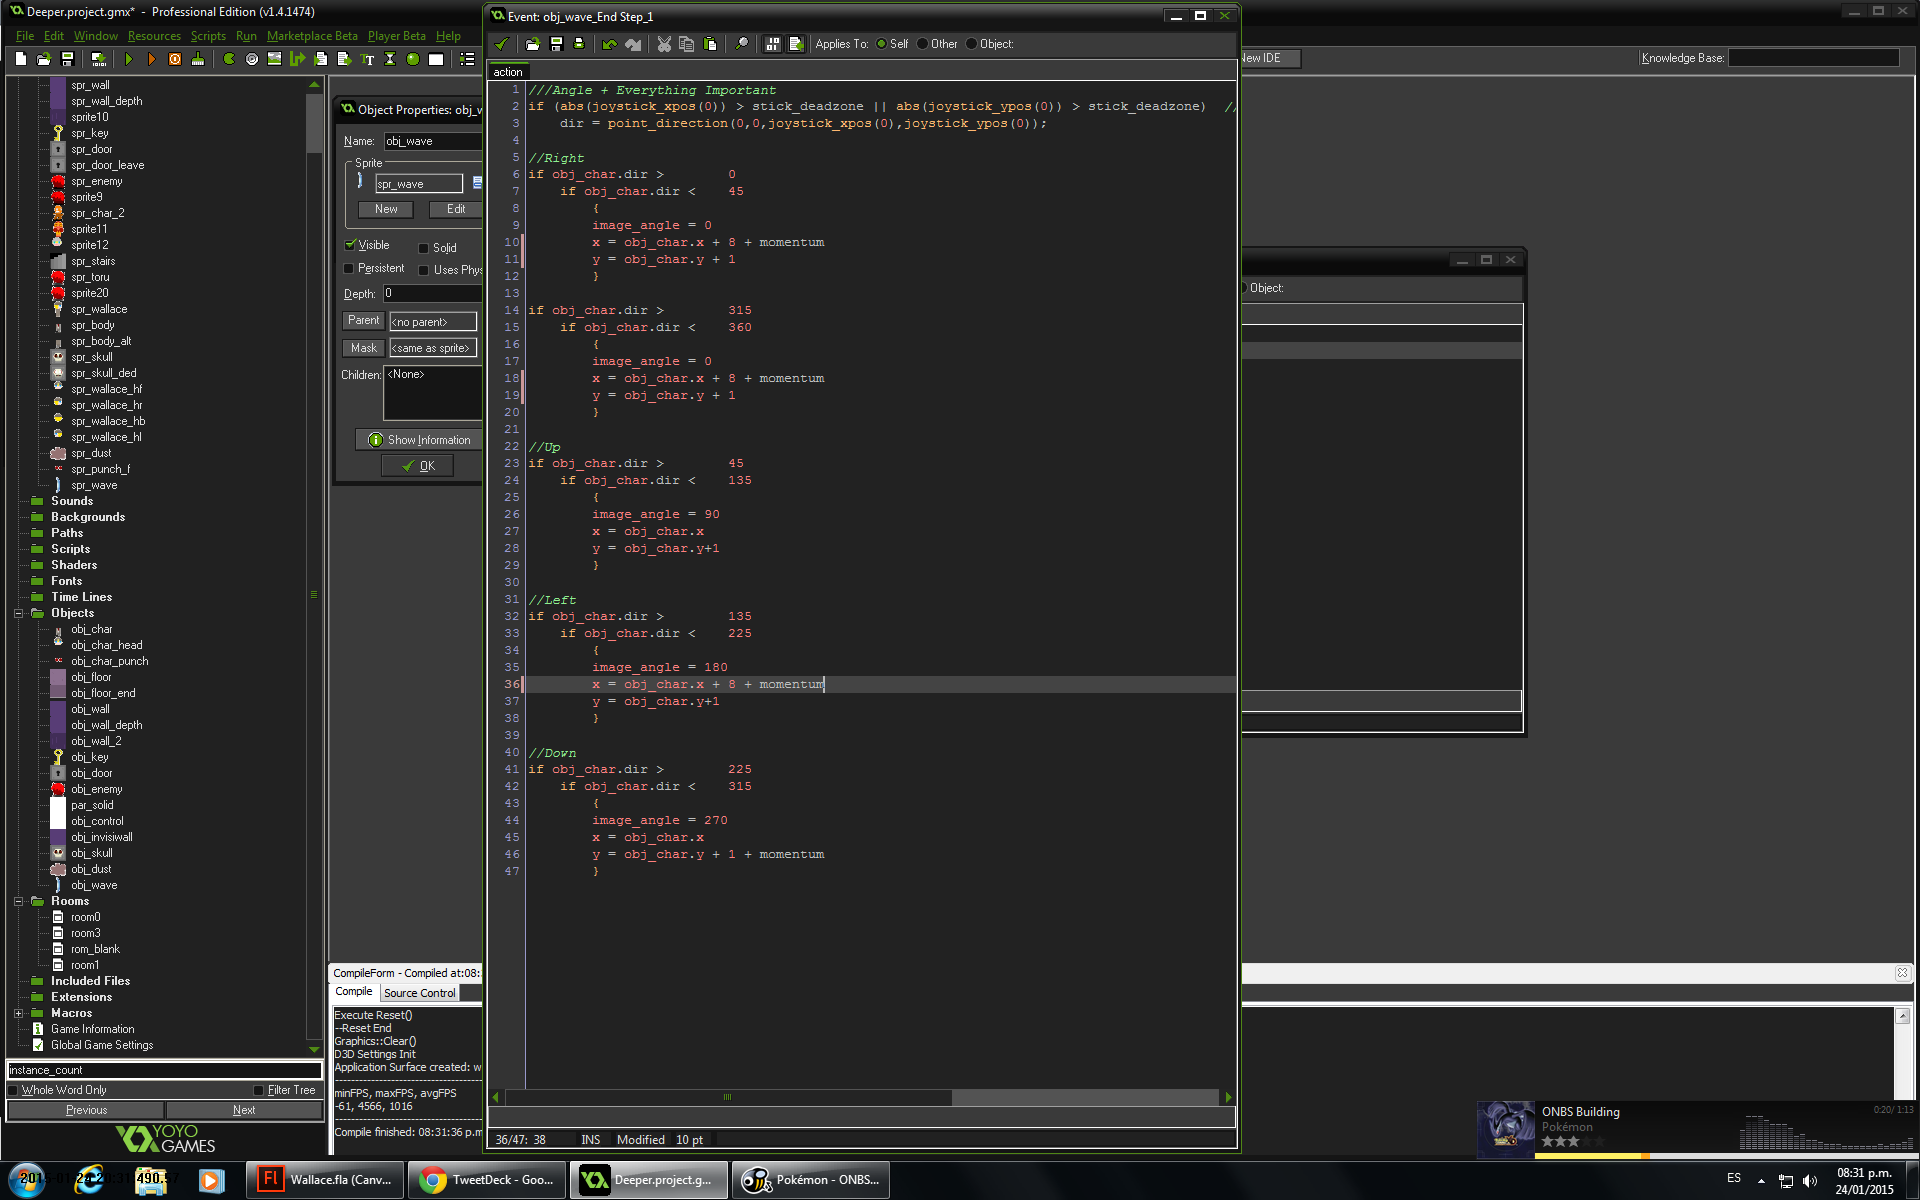 Deeper.project.gmx*  -  Professional Edition (v1.4.1474)
File Edit Window Resources Scripts Run Marketplace Beta Player Beta Help
New IDE
Knowledge Base:
spr_wall
spr_wall_depth
sprite10
spr_key
spr_door
spr_door_leave
spr_enemy
sprite9
spr_char_2
sprite11
sprite12
spr_stairs
spr_toru
sprite20
spr_wallace
spr_body
spr_body_alt
spr_skull
spr_skull_ded
spr_wallace_hf
spr_wallace_hr
spr_wallace_hb
spr_wallace_hl
spr_dust
spr_punch_f
spr_wave
Sounds
Backgrounds
Paths
Scripts
Shaders
Fonts
Time Lines
Objects
obj_char
obj_char_head
obj_char_punch
obj_floor
obj_floor_end
obj_wall
obj_wall_depth
obj_wall_2
obj_key
obj_door
obj_enemy
par_solid
obj_control
obj_invisiwall
obj_skull
obj_dust
obj_wave
Rooms
room0
room3
rom_blank
room1
Included Files
Extensions
Macros
Game Information
Global Game Settings
instance_count
Whole Word Only
Filter Tree
Previous
Next
YOYO GAMES
Object Properties: obj_w
Name: obj_wave
Sprite
spr_wave
New
Edit
Visible
Solid
Persistent
Uses Phys
Depth: 0
Parent <no parent>
Mask <same as sprite>
Children: <None>
Show Information
OK
Event: obj_wave_End Step_1
Applies To: Self Other Object:
action
1 ///Angle + Everything Important
2 if (abs(joystick_xpos(0)) > stick_deadzone || abs(joystick_ypos(0)) > stick_deadzone)  //
3     dir = point_direction(0,0,joystick_xpos(0),joystick_ypos(0));
4
5 //Right
6 if obj_char.dir >        0
7     if obj_char.dir <    45
8         {
9         image_angle = 0
10         x = obj_char.x + 8 + momentum
11         y = obj_char.y + 1
12         }
13
14 if obj_char.dir >        315
15     if obj_char.dir <    360
16         {
17         image_angle = 0
18         x = obj_char.x + 8 + momentum
19         y = obj_char.y + 1
20         }
21
22 //Up
23 if obj_char.dir >        45
24     if obj_char.dir <    135
25         {
26         image_angle = 90
27         x = obj_char.x
28         y = obj_char.y+1
29         }
30
31 //Left
32 if obj_char.dir >        135
33     if obj_char.dir <    225
34         {
35         image_angle = 180
36         x = obj_char.x + 8 + momentum
37         y = obj_char.y+1
38         }
39
40 //Down
41 if obj_char.dir >        225
42     if obj_char.dir <    315
43         {
44         image_angle = 270
45         x = obj_char.x
46         y = obj_char.y + 1 + momentum
47         }
36/47: 38 INS Modified 10 pt
Object:
CompileForm - Compiled at:08:
Compile
Source Control
Execute Reset()
--Reset End
Graphics::Clear()
D3D Settings Init
Application Surface created: w
minFPS, maxFPS, avgFPS
-61, 4566, 1016
Compile finished: 08:31:36 p.m
ONBS Building
0:20/ 1:13
Pokémon
Wallace.fla (Canv...
TweetDeck - Goo...
Deeper.project.g...
Pokémon - ONBS...
ES
08:31 p.m.
24/01/2015